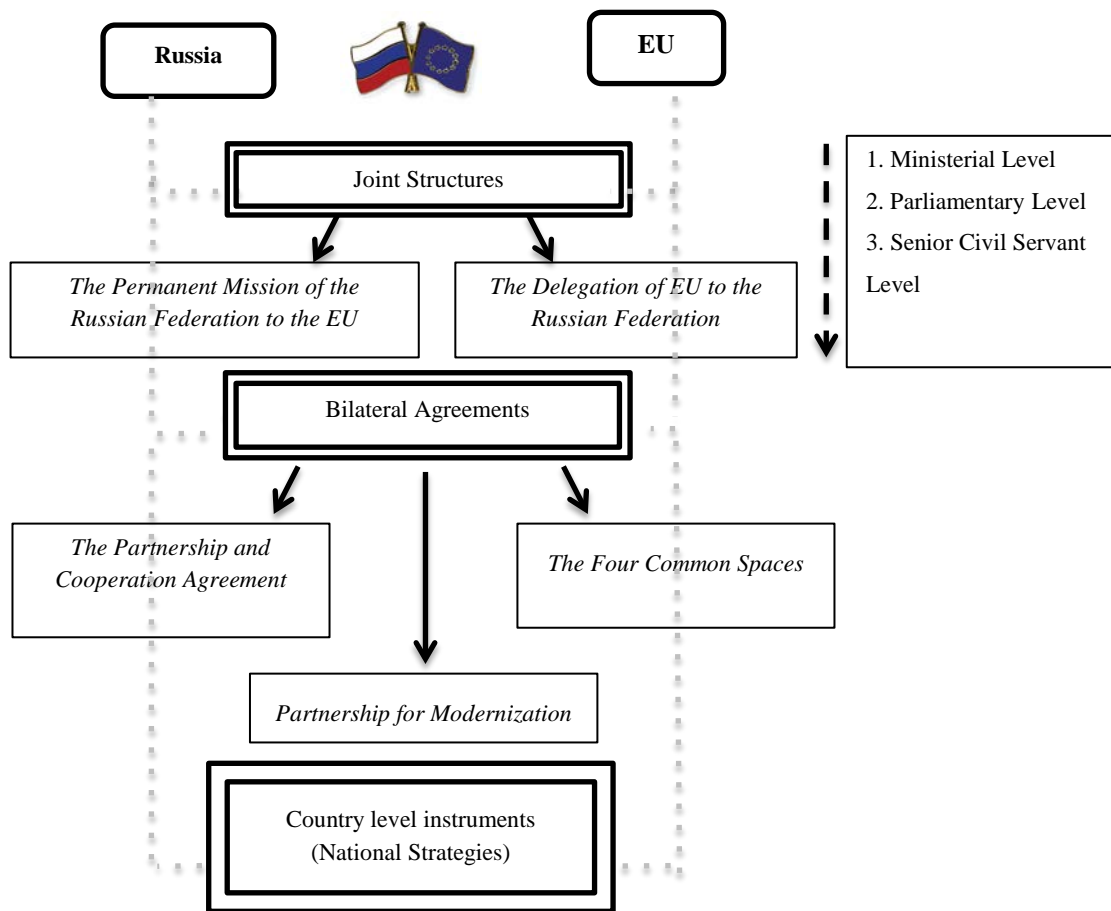 Russia
EU
Joint Structures
1. Ministerial Level
2. Parliamentary Level
3. Senior Civil Servant
Level
The Permanent Mission of the
Russian Federation to the EU
The Delegation of EU to the
Russian Federation
Bilateral Agreements
The Partnership and
Cooperation Agreement
The Four Common Spaces
Partnership for Modernization
Country level instruments
(National Strategies)